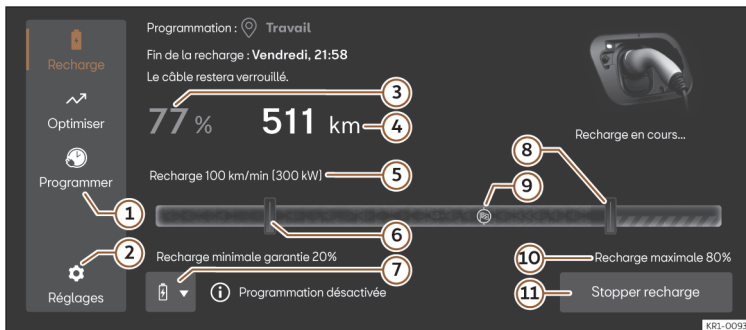 Programmation : Travail
Fin de la recharge : Vendredi, 21:58
Le câble restera verrouillé.
77 %
511 km
3
4
Recharge
Optimiser
Programmer
Réglages
1
2
Recharge en cours...
Recharge 100 km/min (300 kW)
5
8
9
6
Recharge minimale garantie 20%
7
Programmation désactivée
10
Recharge maximale 80%
11
Stopper recharge
KR1-0093